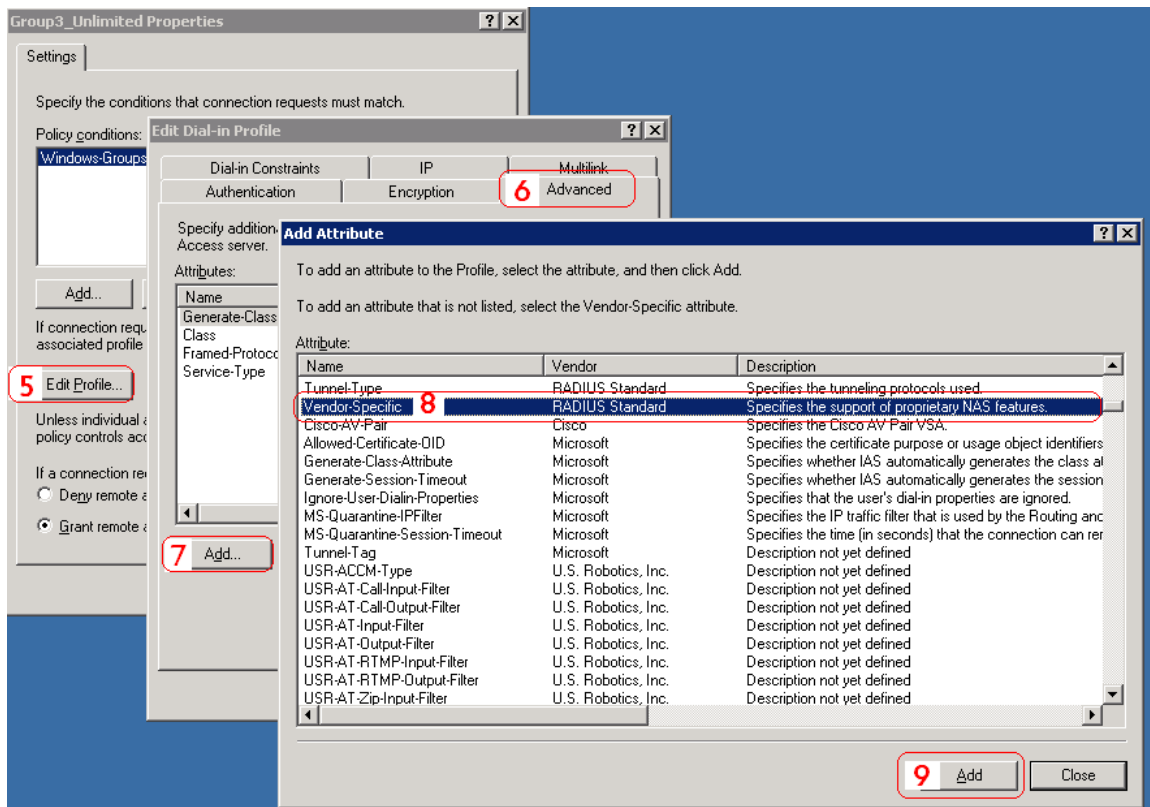 Group3_Unlimited Properties
Settings
Specify the conditions that connection requests must match.
Policy conditions:
Windows-Groups
Add...
If connection requ
associated profile
5 Edit Profile...
Unless individual a
policy controls acc
If a connection re
Deny remote a
Grant remote a
Edit Dial-in Profile
Dial-in Constraints IP Multilink
Authentication Encryption 6 Advanced
Specify addition
Access server.
Attributes:
Name
Generate-Class
Class
Framed-Protoco
Service-Type
7 Add...
Add Attribute
To add an attribute to the Profile, select the attribute, and then click Add.
To add an attribute that is not listed, select the Vendor-Specific attribute.
Attribute:
Name Vendor Description
Tunnel-Type RADIUS Standard Specifies the tunneling protocols used.
Vendor-Specific 8 RADIUS Standard Specifies the support of proprietary NAS features.
Cisco-AV-Pair Cisco Specifies the Cisco AV Pair VSA.
Allowed-Certificate-OID Microsoft Specifies the certificate purpose or usage object identifiers
Generate-Class-Attribute Microsoft Specifies whether IAS automatically generates the class at
Generate-Session-Timeout Microsoft Specifies whether IAS automatically generates the session
Ignore-User-Dialin-Properties Microsoft Specifies that the user's dial-in properties are ignored.
MS-Quarantine-IPFilter Microsoft Specifies the IP traffic filter that is used by the Routing and
MS-Quarantine-Session-Timeout Microsoft Specifies the time (in seconds) that the connection can rer
Tunnel-Tag Microsoft Description not yet defined
USR-ACCM-Type U.S. Robotics, Inc. Description not yet defined
USR-AT-Call-Input-Filter U.S. Robotics, Inc. Description not yet defined
USR-AT-Call-Output-Filter U.S. Robotics, Inc. Description not yet defined
USR-AT-Input-Filter U.S. Robotics, Inc. Description not yet defined
USR-AT-Output-Filter U.S. Robotics, Inc. Description not yet defined
USR-AT-RTMP-Input-Filter U.S. Robotics, Inc. Description not yet defined
USR-AT-RTMP-Output-Filter U.S. Robotics, Inc. Description not yet defined
USR-AT-Zip-Input-Filter U.S. Robotics, Inc. Description not yet defined
9 Add Close